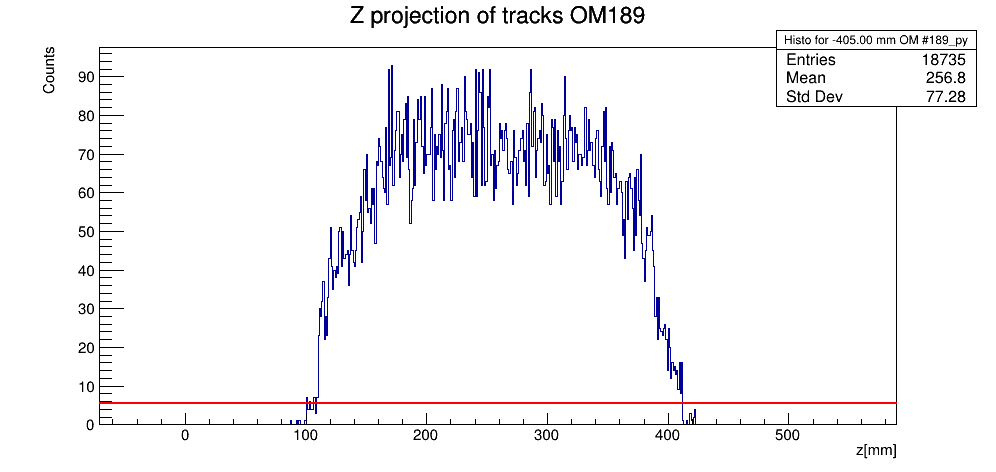 Z projection of tracks OM189
Histo for -405.00 mm OM #189_py
Entries 18735
Mean 256.8
Std Dev 77.28
Counts
90
80
70
60
50
40
30
20
10
0
0 100 200 300 400 500
z[mm]